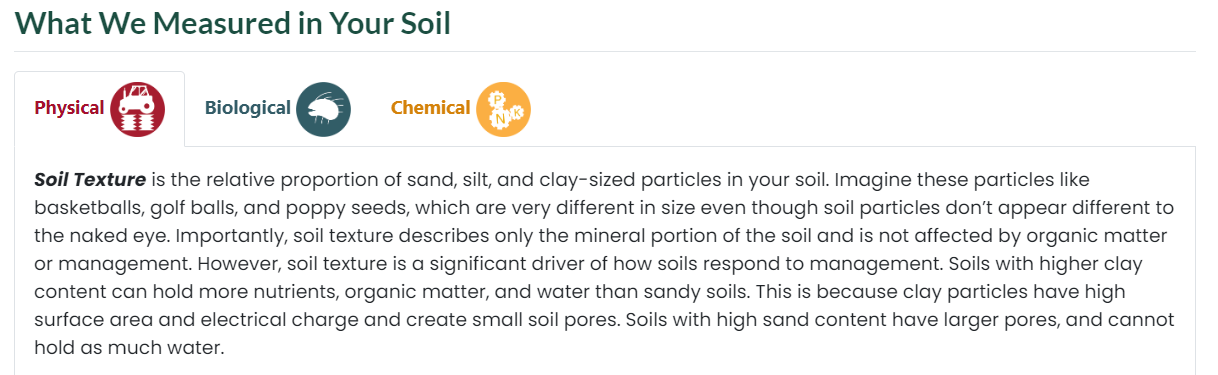 What We Measured in Your Soil
Physical
Biological
Chemical
P
K
N
Soil Texture is the relative proportion of sand, silt, and clay-sized particles in your soil. Imagine these particles like
basketballs, golf balls, and poppy seeds, which are very different in size even though soil particles don’t appear different to
the naked eye. Importantly, soil texture describes only the mineral portion of the soil and is not affected by organic matter
or management. However, soil texture is a significant driver of how soils respond to management. Soils with higher clay
content can hold more nutrients, organic matter, and water than sandy soils. This is because clay particles have high
surface area and electrical charge and create small soil pores. Soils with high sand content have larger pores, and cannot
hold as much water.